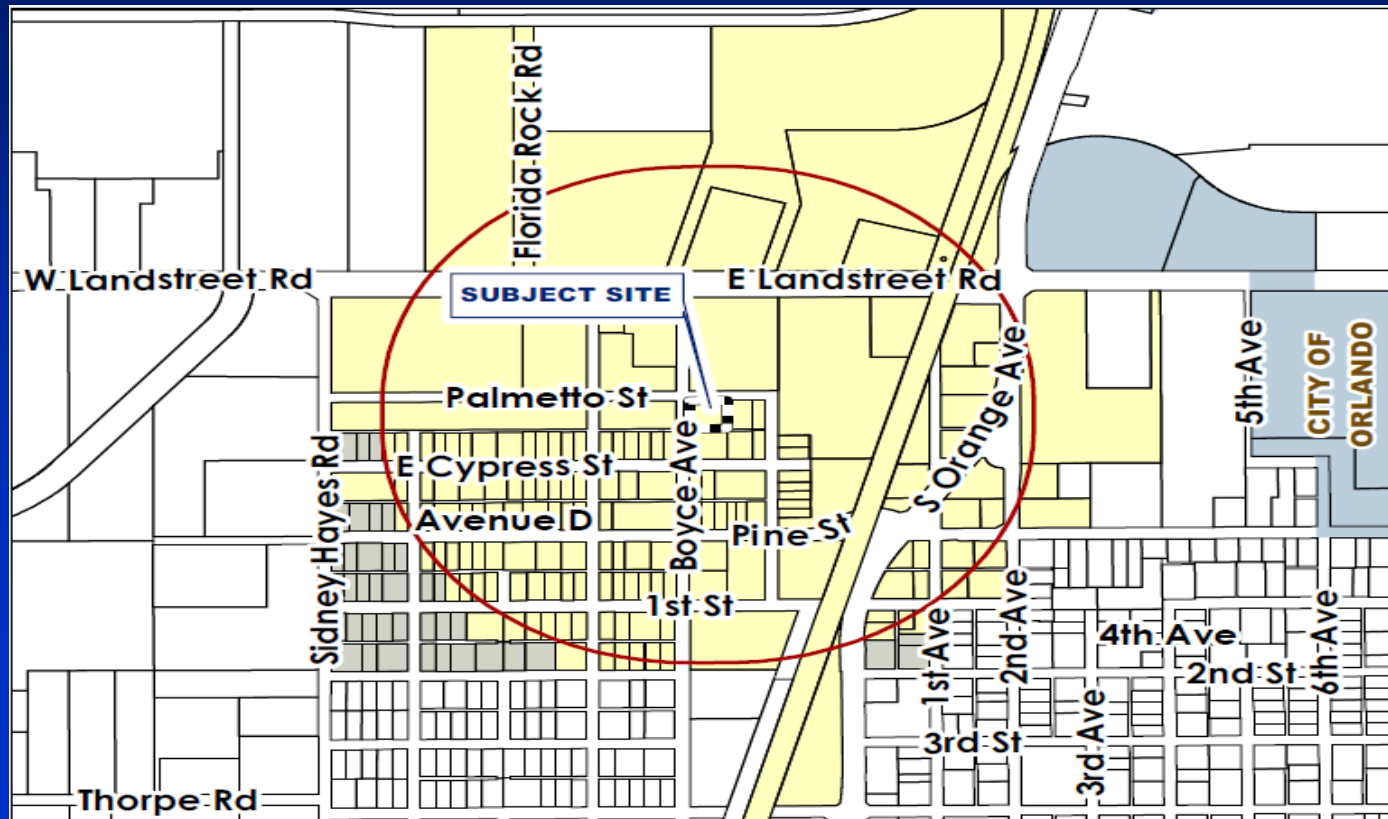 Florida Rock Rd
W Landstreet Rd
E Landstreet Rd
SUBJECT SITE
Palmetto St
S Orange Ave
5th Ave
CITY OF
ORLANDO
Sidney Hayes Rd
E Cypress St
Boyce Ave
Avenue D
Pine St
1st St
1st Ave
2nd Ave
4th Ave
2nd St
6th Ave
3rd St
3rd Ave
Thorpe Rd